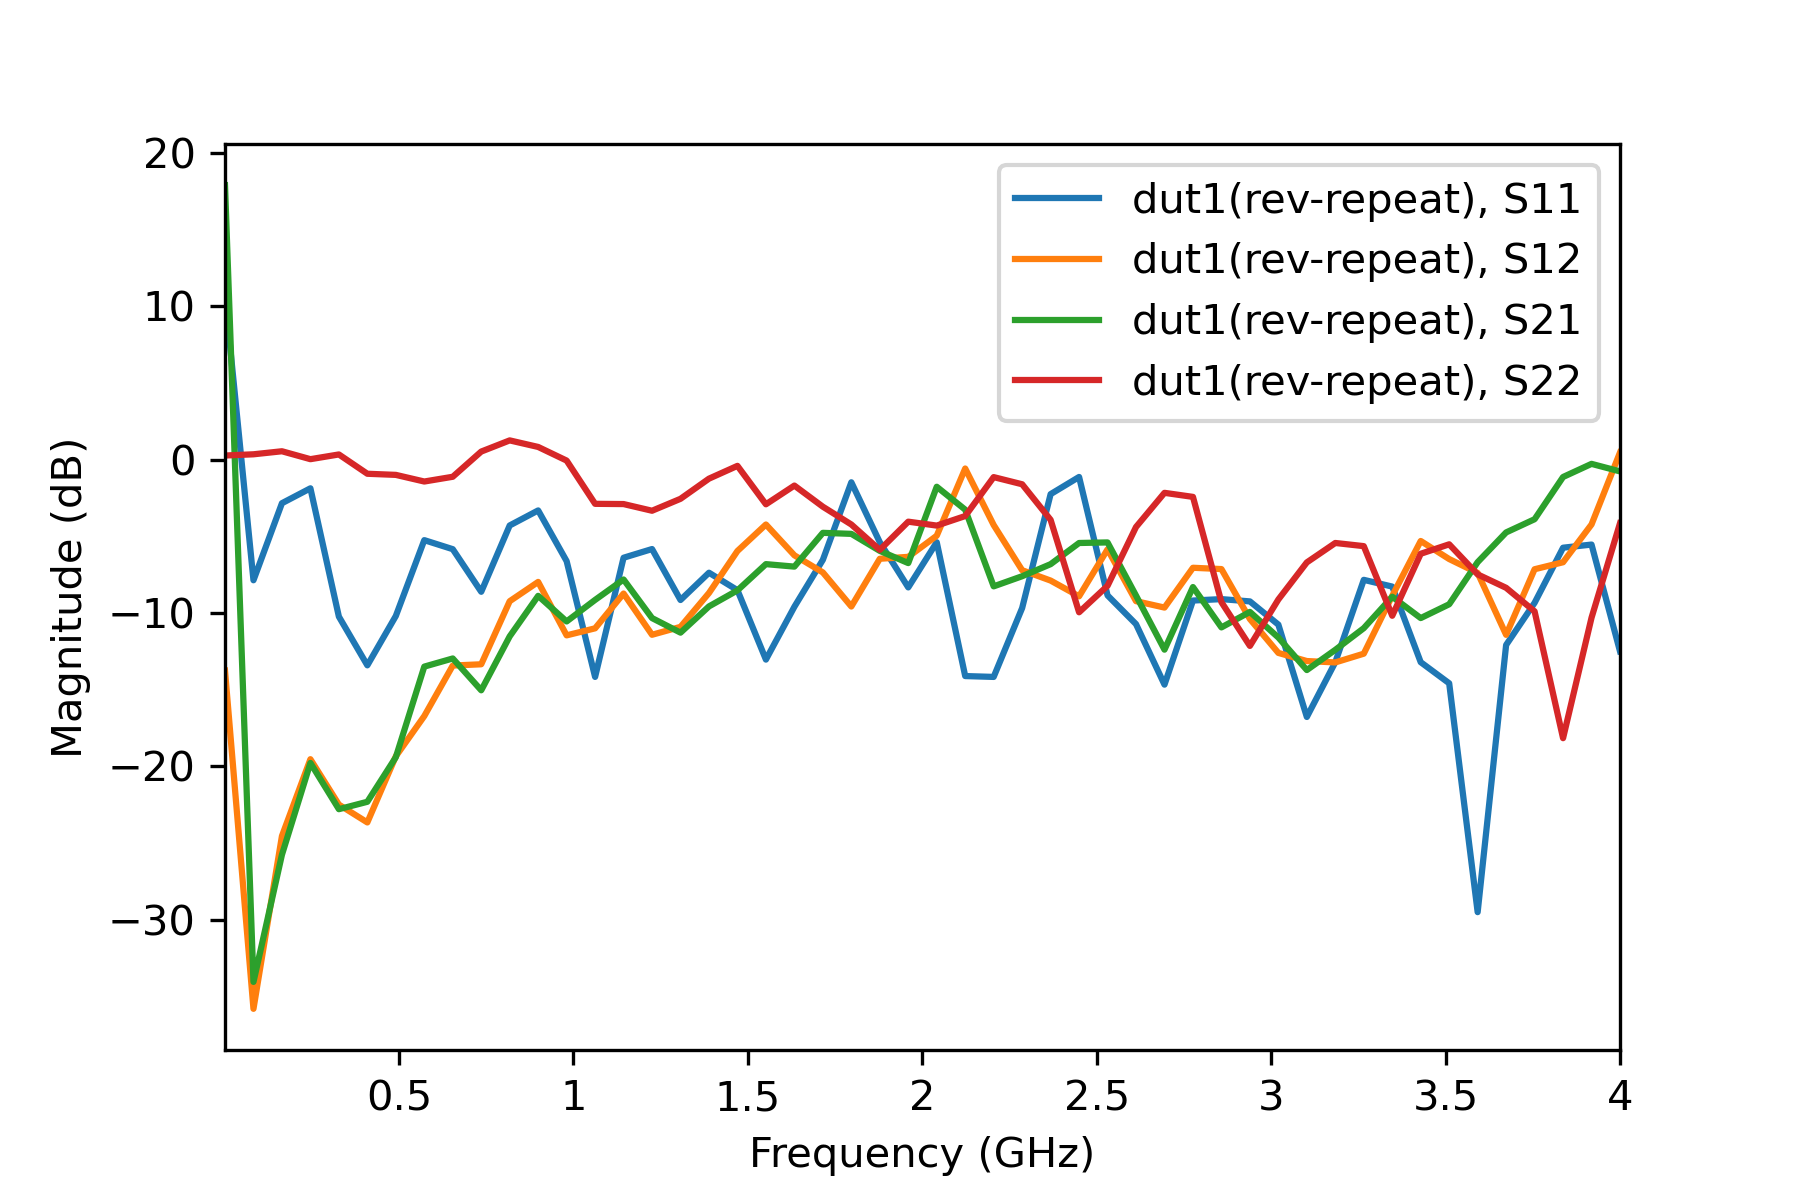 20
10
0
−10
−20
−30
Magnitude (dB)
dut1(rev-repeat), S11
dut1(rev-repeat), S12
dut1(rev-repeat), S21
dut1(rev-repeat), S22
0.5 1 1.5 2 2.5 3 3.5 4
Frequency (GHz)